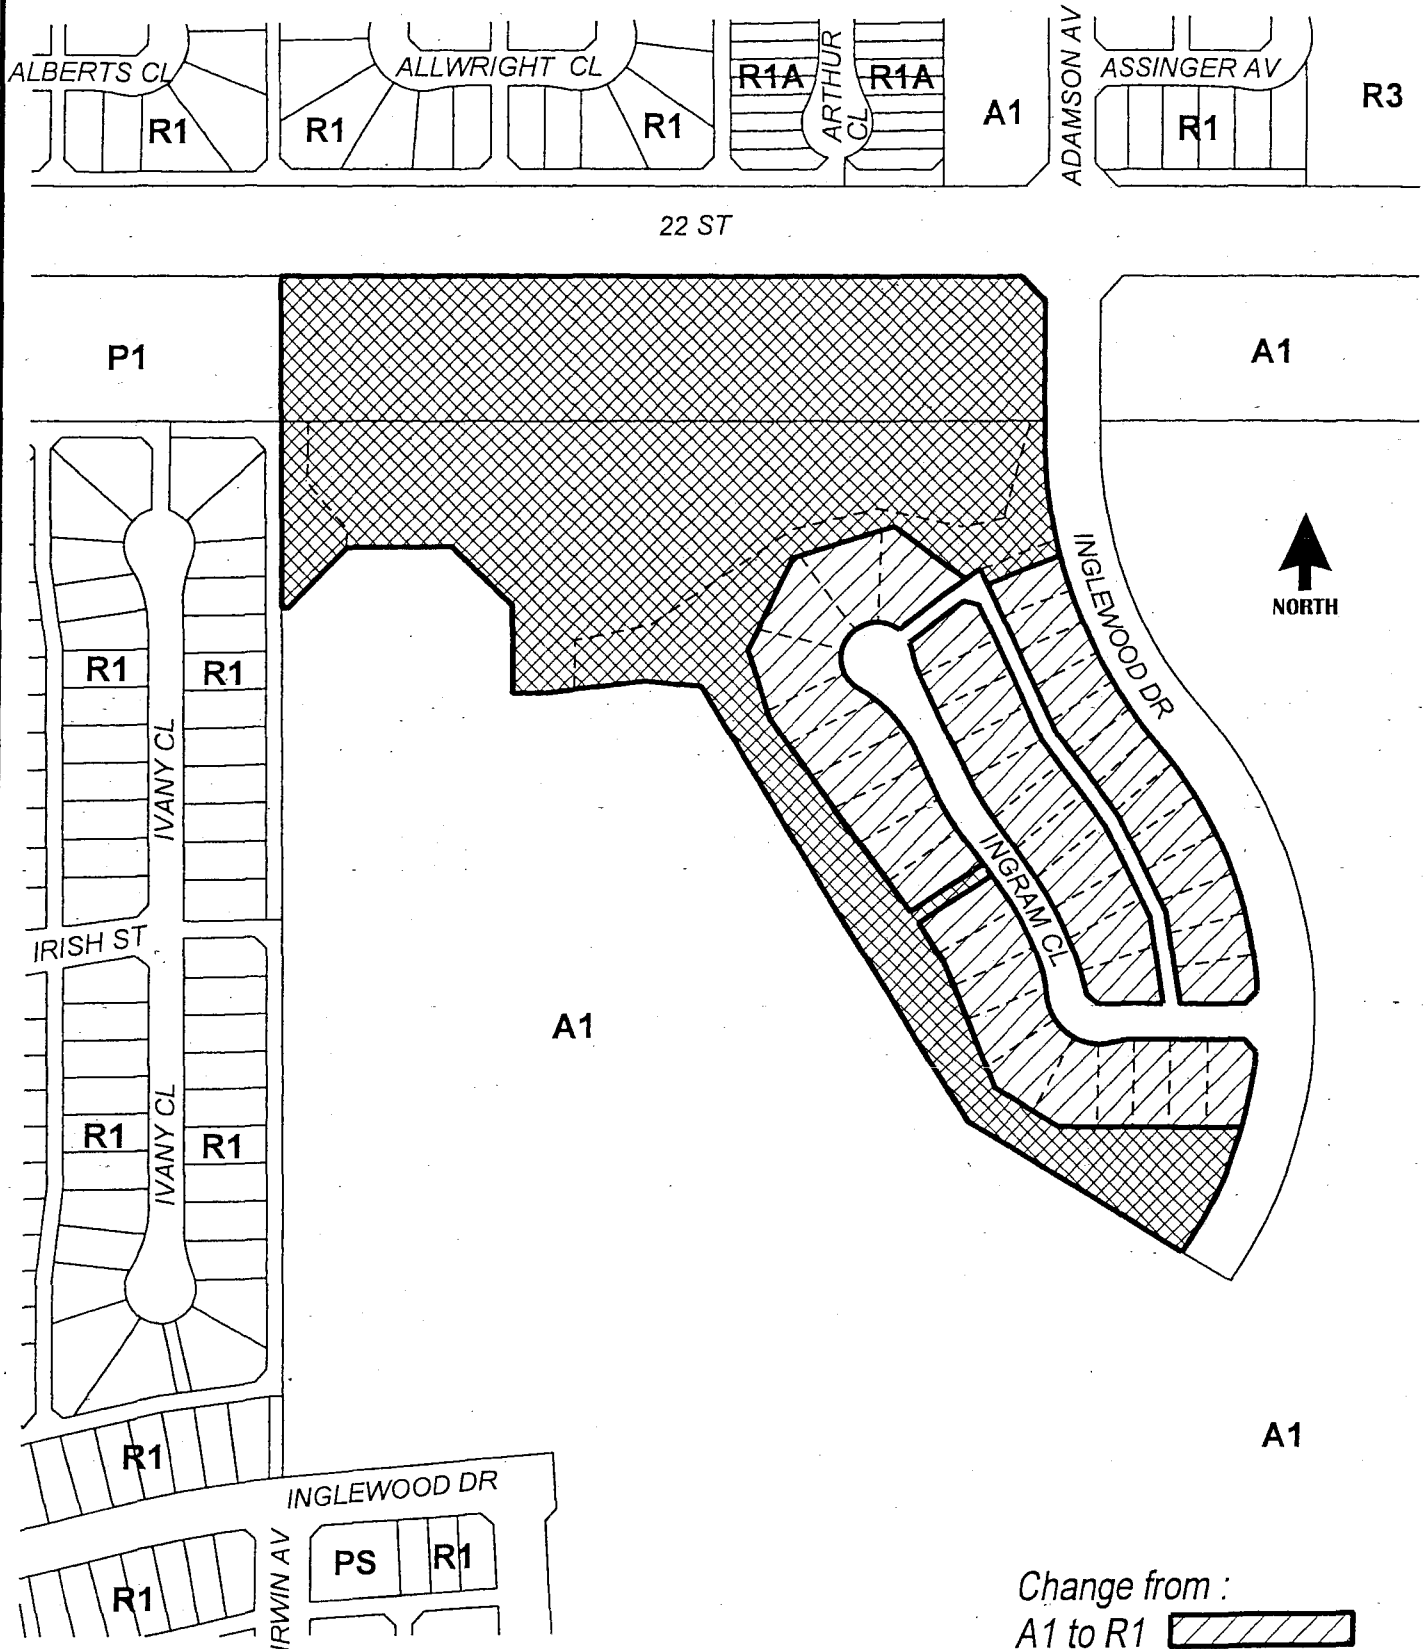 ALBERTS CL
ALLWRIGHT CL
ARTHUR
CL
ADAMSON AV
ASSINGER AV
R1
R1
R1
R1A
R1A
A1
R1
R3
22 ST
P1
A1
NORTH
INGLEWOOD DR
R1
R1
IVANY CL
INGRAM CL
IRISH ST
A1
R1
R1
IVANY CL
R1
A1
INGLEWOOD DR
IRWIN AV
PS
R1
R1
Change from :
A1 to R1